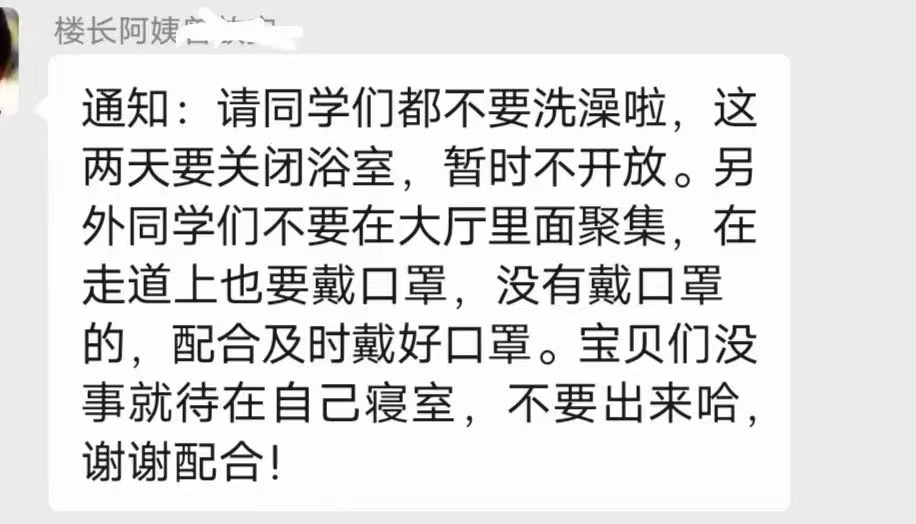 楼长阿姨
通知：请同学们都不要洗澡啦，这
两天要关闭浴室，暂时不开放。另
外同学们不要在大厅里面聚集，在
走道上也要戴口罩，没有戴口罩
的，配合及时戴好口罩。宝贝们没
事就待在自己寝室，不要出来哈，
谢谢配合！